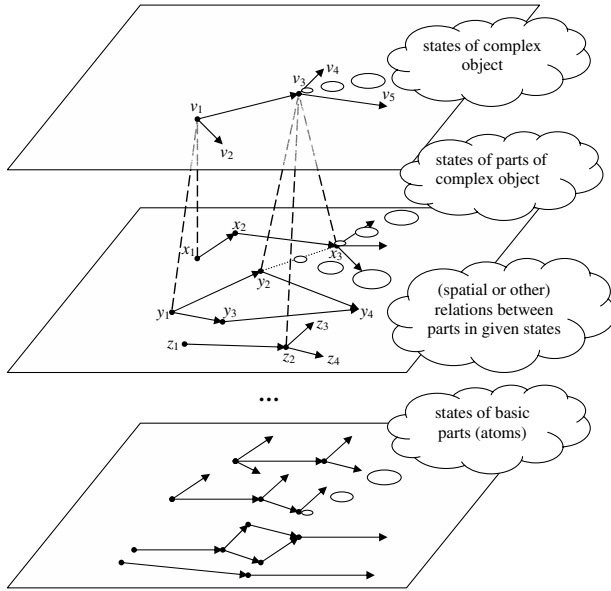 states of complex
object
v4
v3
v5
v1
v2
states of parts of
complex object
x2
x1
x3
y2
(spatial or other)
relations between
parts in given states
y1
y3
y4
z3
z1
z2
z4
...
states of basic
parts (atoms)